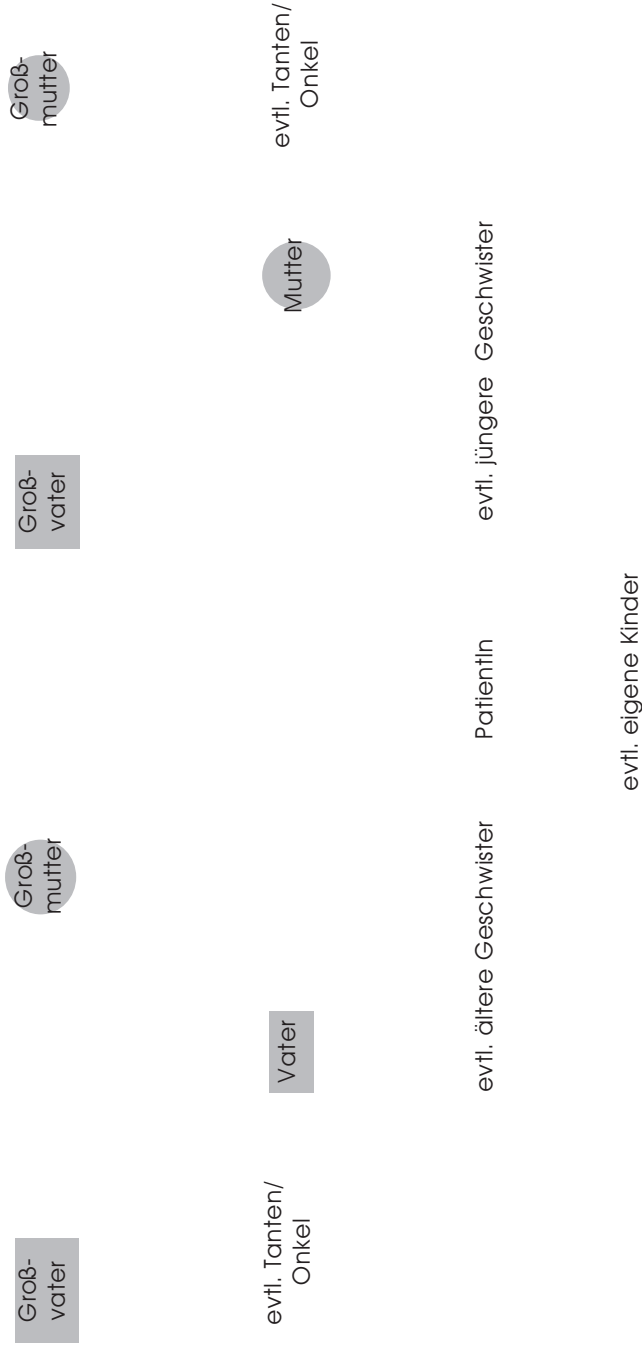 Groß-
vater
Groß-
mutter
Groß-
vater
Groß-
mutter
evtl. Tanten/
Onkel
Vater
Mutter
evtl. Tanten/
Onkel
evtl. ältere Geschwister
PatientIn
evtl. jüngere Geschwister
evtl. eigene Kinder